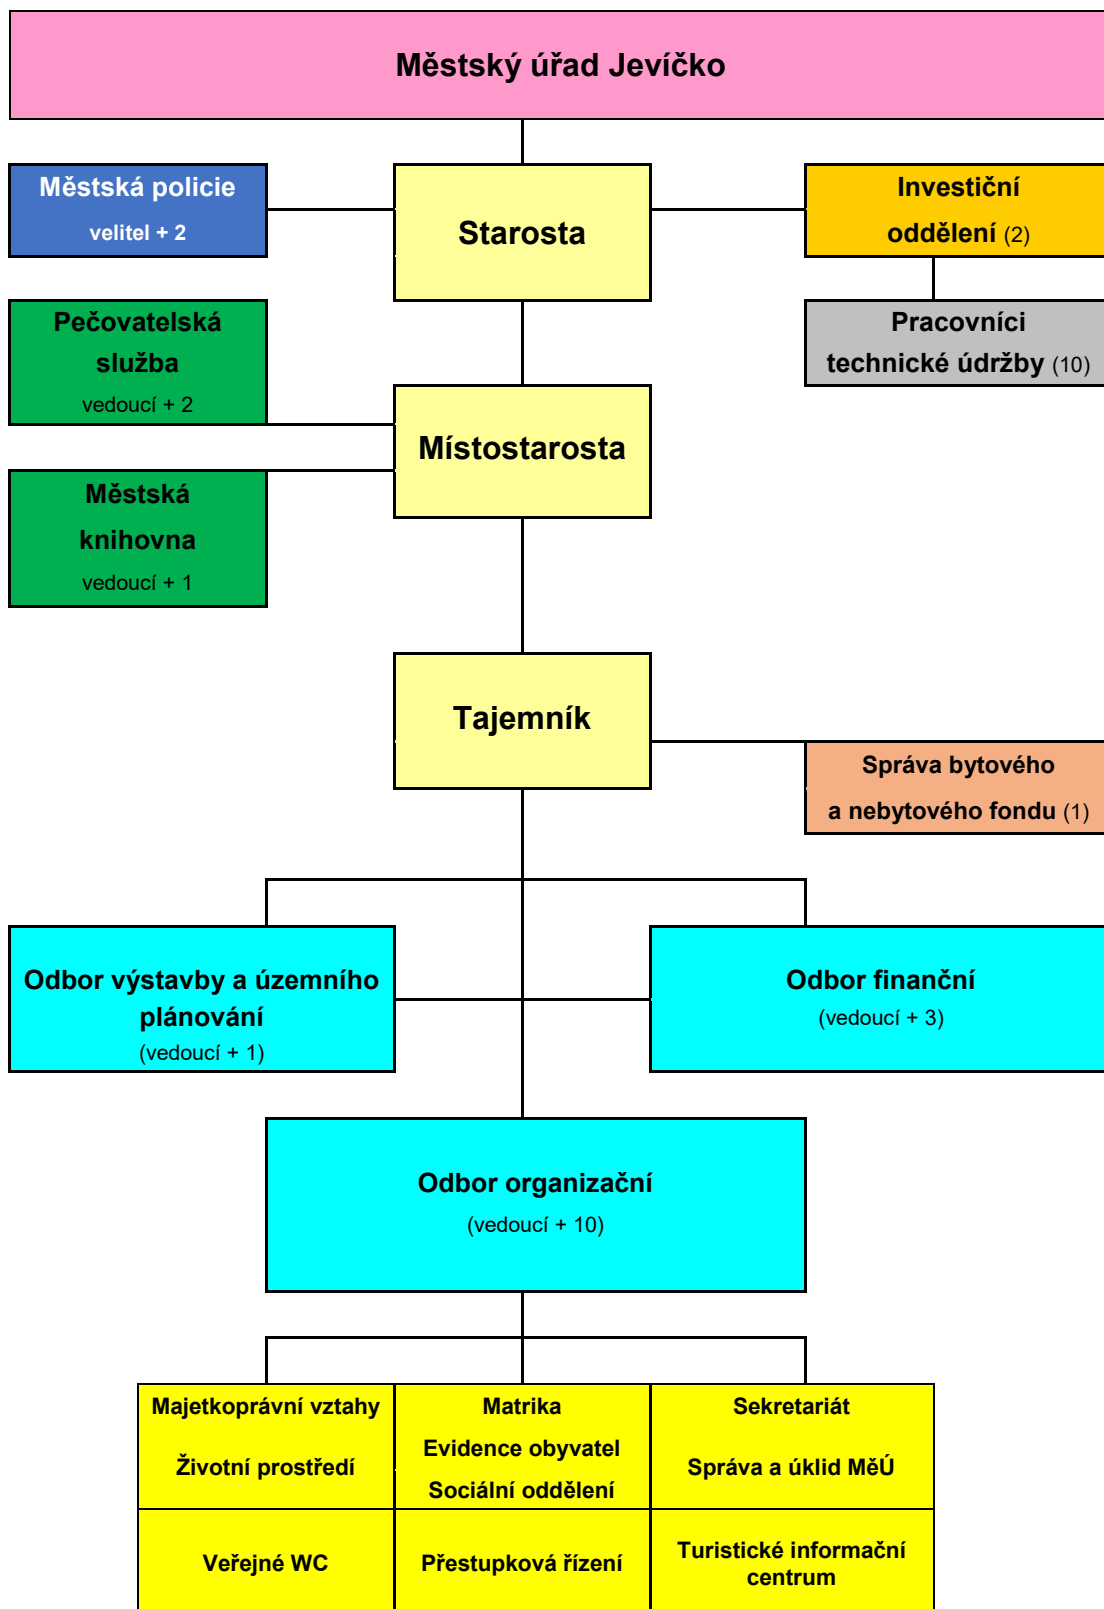 Městský úřad Jevíčko
Městská policie
velitel + 2
Starosta
Investiční
oddělení (2)
Pečovatelská
služba
vedoucí + 2
Pracovníci
technické údržby (10)
Místostarosta
Městská
knihovna
vedoucí + 1
Tajemník
Správa bytového
a nebytového fondu (1)
Odbor výstavby a územního
plánování
(vedoucí + 1)
Odbor finanční
(vedoucí + 3)
Odbor organizační
(vedoucí + 10)
Majetkoprávní vztahy
Životní prostředí
Matrika
Evidence obyvatel
Sociální oddělení
Sekretariát
Správa a úklid MěÚ
Veřejné WC
Přestupková řízení
Turistické informační
centrum